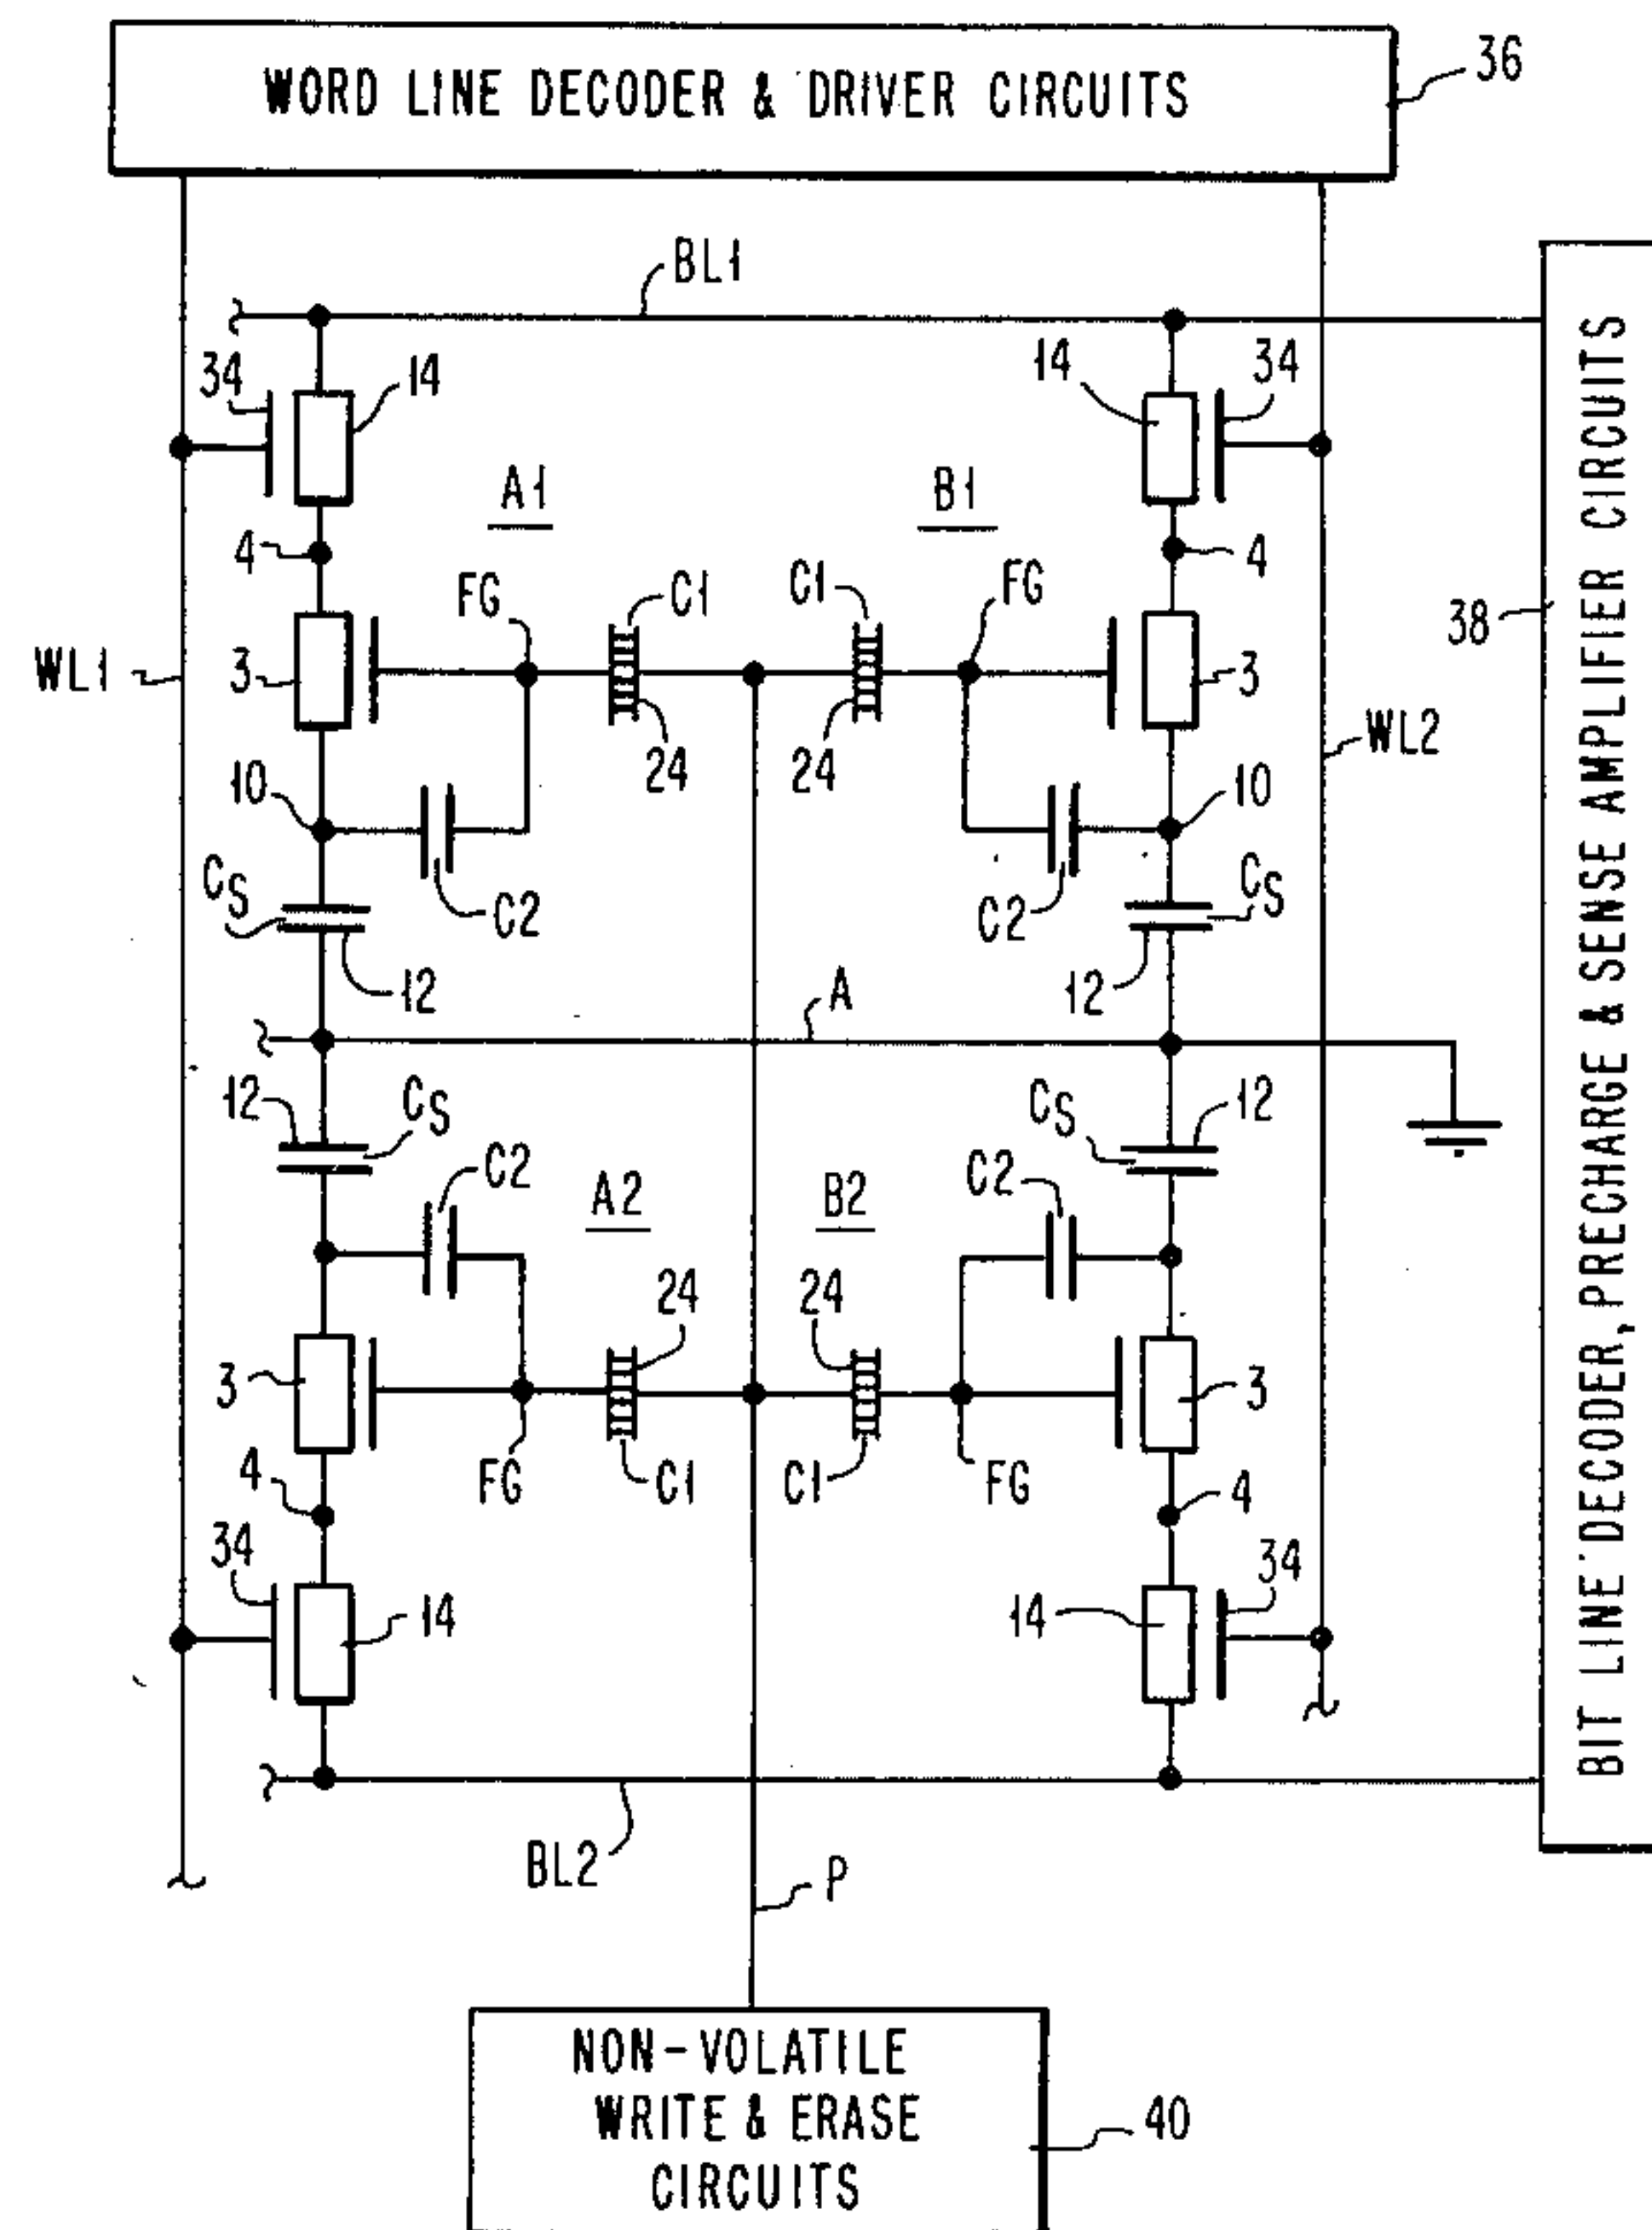 WORD LINE DECODER & DRIVER CIRCUITS
36
BL1
34
14
14
34
A1
B1
4
4
FG
C1
C1
FG
38
WL1
3
3
24
24
WL2
10
10
CS
C2
C2
CS
12
12
A
12
CS
CS
12
C2
A2
B2
C2
24
24
3
3
4
FG
C1
C1
FG
4
34
34
14
14
BL2
P
BIT LINE DECODER, PRECHARGE & SENSE AMPLIFIER CIRCUITS
NON-VOLATILE
WRITE & ERASE
CIRCUITS
40